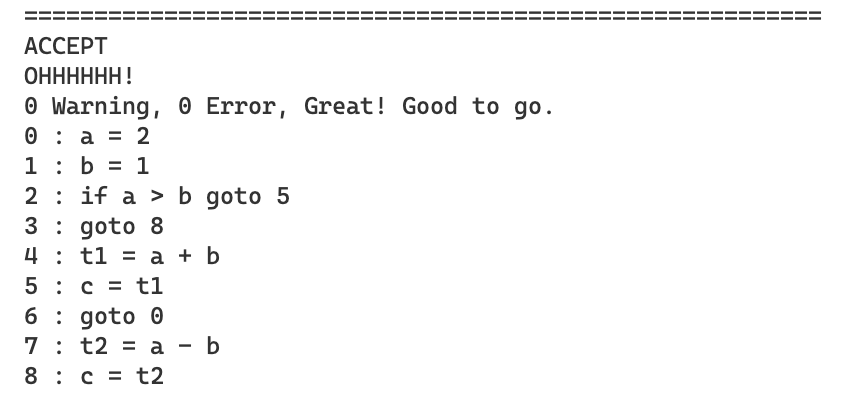 =========================================================
ACCEPT
OHHHHHH!
0 Warning, 0 Error, Great! Good to go.
0 : a = 2
1 : b = 1
2 : if a > b goto 5
3 : goto 8
4 : t1 = a + b
5 : c = t1
6 : goto 0
7 : t2 = a - b
8 : c = t2